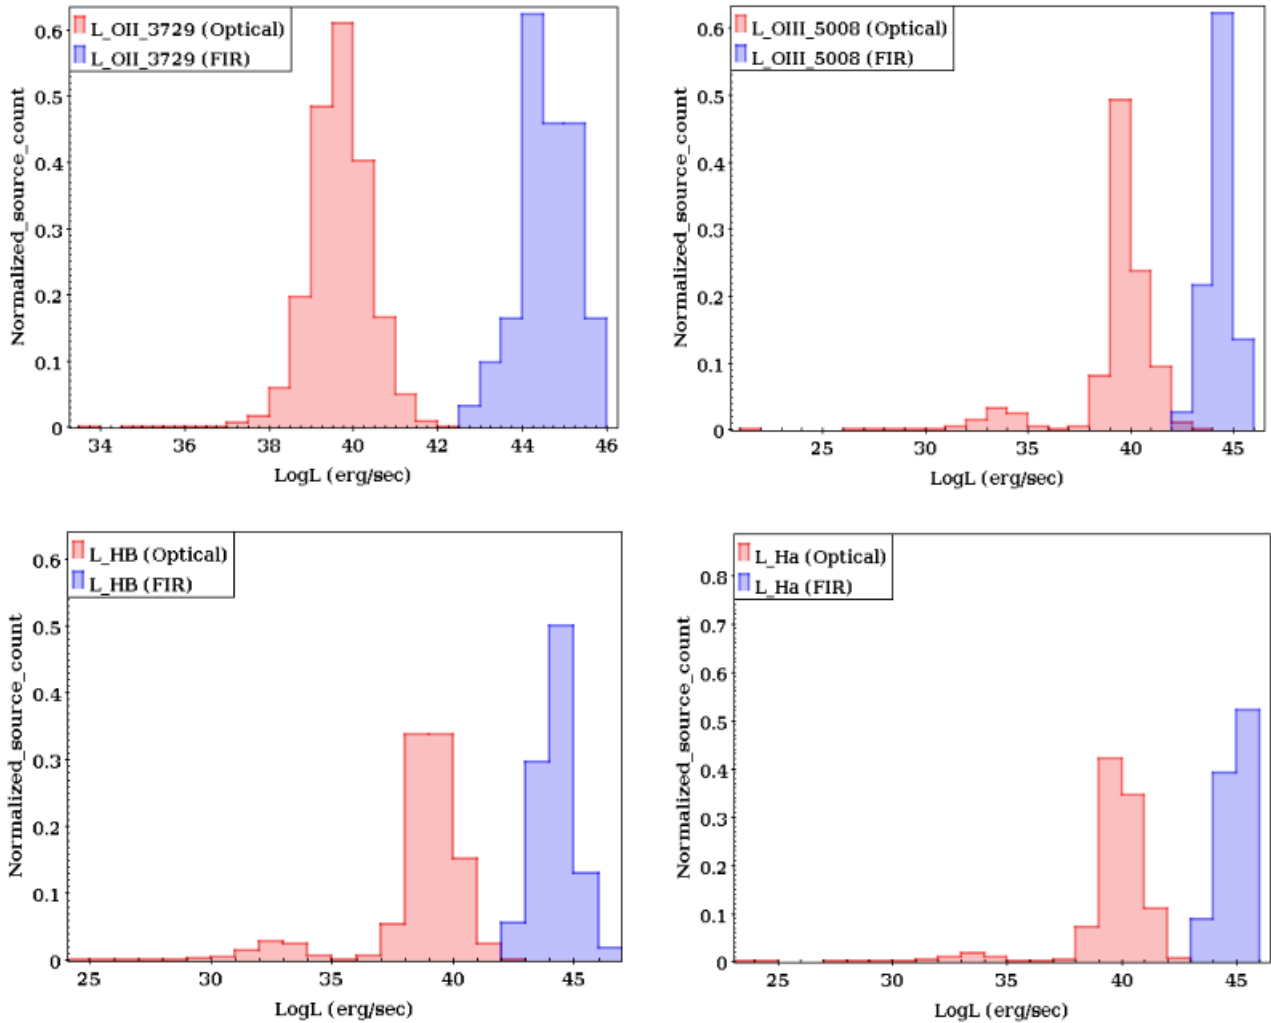 L_OII_3729 (Optical)
L_OII_3729 (FIR)
0.6
0.5
0.4
0.3
0.2
0.1
0
Normalized_source_count
34 36 38 40 42 44 46
LogL (erg/sec)
L_OIII_5008 (Optical)
L_OIII_5008 (FIR)
0.6
0.5
0.4
0.3
0.2
0.1
0
Normalized_source_count
25 30 35 40 45
LogL (erg/sec)
L_HB (Optical)
L_HB (FIR)
0.6
0.5
0.4
0.3
0.2
0.1
0
Normalized_source_count
25 30 35 40 45
LogL (erg/sec)
L_Ha (Optical)
L_Ha (FIR)
0.8
0.7
0.6
0.5
0.4
0.3
0.2
0.1
0
Normalized_source_count
25 30 35 40 45
LogL (erg/sec)